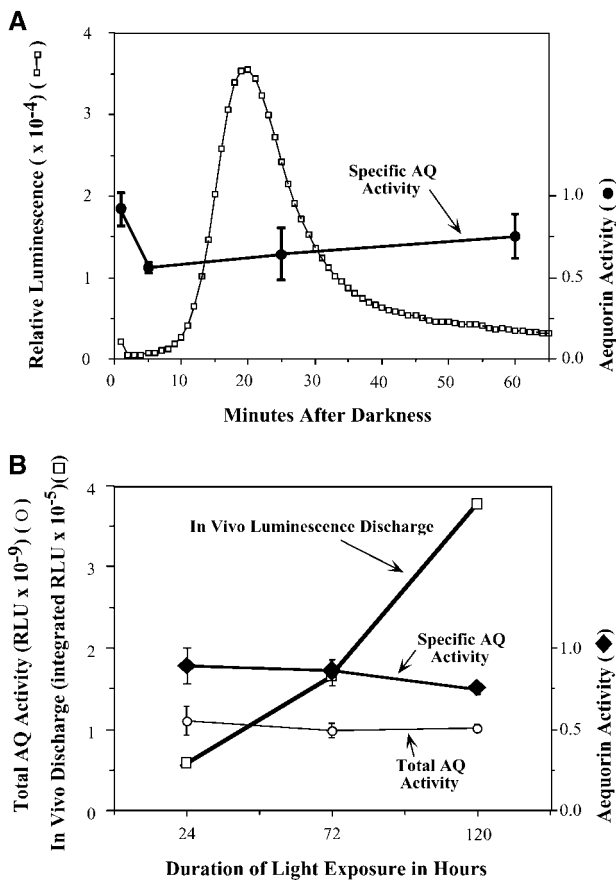 A
Relative Luminescence ( x 10-4) (□-□)
4
3
2
1
0
Specific AQ
Activity
1.0
0.5
0.0
Aequorin Activity (●
0
10
20
30
40
50
60
Minutes After Darkness
B
Total AQ Activity (RLU x 10-9) (○)
In Vivo Discharge (integrated RLU x 10-5)(□)
4
3
2
1
0
In Vivo Luminescence Discharge
Specific AQ
Activity
Total AQ
Activity
1.0
0.5
0.0
Aequorin Activity (◆
24
72
120
Duration of Light Exposure in Hours